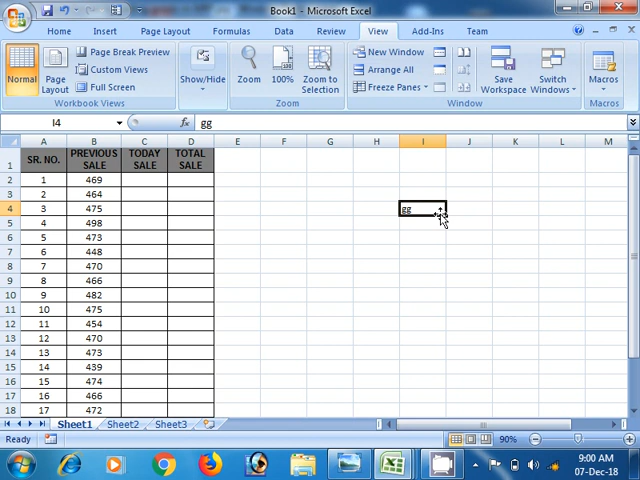 Book1 - Microsoft Excel
Home Insert Page Layout Formulas Data Review View Add-Ins Team
Normal
Page Layout
Page Break Preview
Custom Views
Full Screen
Workbook Views
Show/Hide
Zoom
100%
Zoom to Selection
Zoom
New Window
Arrange All
Freeze Panes
Window
Save Workspace
Switch Windows
Macros
Macros
I4 fx gg
A B C D E F G H I J K L M
1 SR. NO. PREVIOUS SALE TODAY SALE TOTAL SALE
2 1 469
3 2 464
4 3 475 gg
5 4 498
6 5 473
7 6 448
8 7 470
9 8 466
10 9 482
11 10 475
12 11 454
13 12 470
14 13 473
15 14 439
16 15 474
17 16 466
18 17 472
Sheet1 Sheet2 Sheet3
Ready 90%
9:00 AM
07-Dec-18